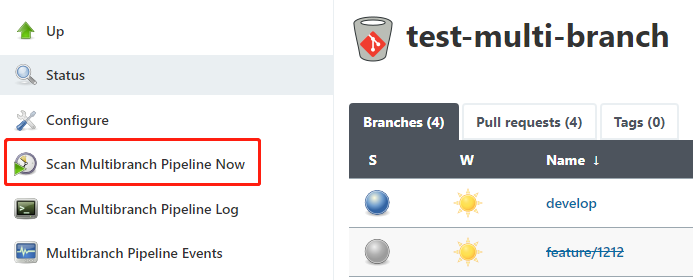 Up
Status
Configure
Scan Multibranch Pipeline Now
Scan Multibranch Pipeline Log
Multibranch Pipeline Events
test-multi-branch
Branches (4) Pull requests (4) Tags (0)
S W Name ↓
develop
feature/1212